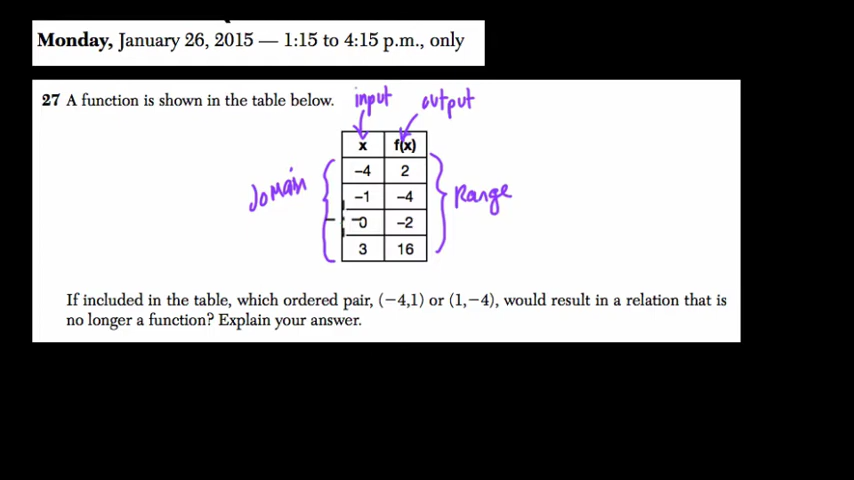 Monday, January 26, 2015 — 1:15 to 4:15 p.m., only
27 A function is shown in the table below.
input
output
x f(x)
−4 2
−1 −4
0 −2
3 16
Domain
Range
If included in the table, which ordered pair, (−4,1) or (1,−4), would result in a relation that is
no longer a function? Explain your answer.